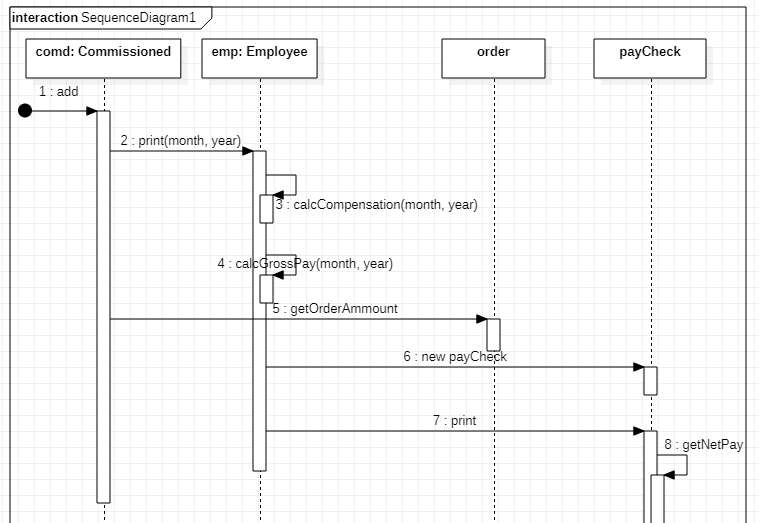 interaction SequenceDiagram1
comd: Commissioned
emp: Employee
order
payCheck
1 : add
2 : print(month, year)
3 : calcCompensation(month, year)
4 : calcGrossPay(month, year)
5 : getOrderAmmount
6 : new payCheck
7 : print
8 : getNetPay